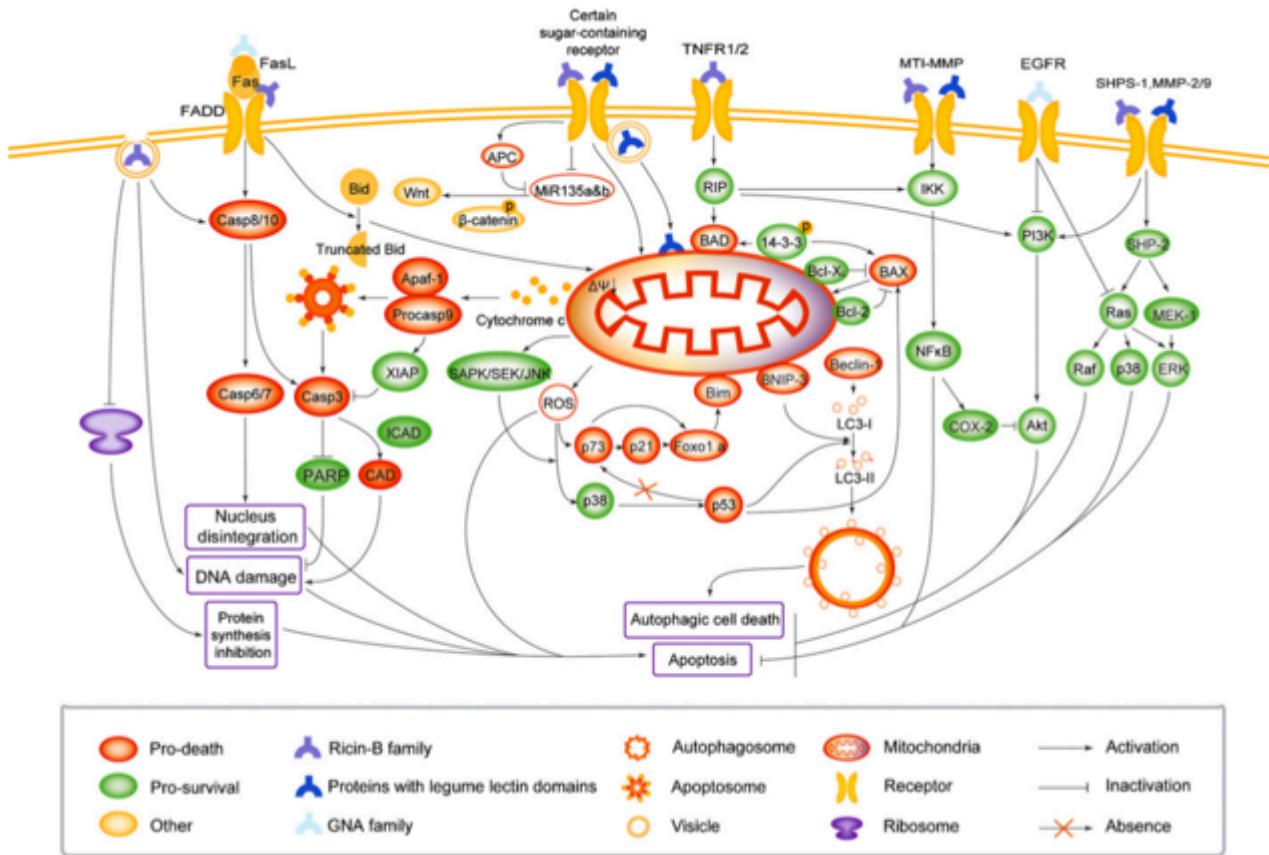 Certain
sugar-containing
receptor
TNFR1/2
FasL
Fas
FADD
MTI-MMP
EGFR
SHPS-1,MMP-2/9
APC
MiR135a&b
Wnt
β-catenin
p
Bid
Truncated Bid
RIP
IKK
PI3K
SHP-2
Casp8/10
BAD
14-3-3
p
BAX
Apaf-1
Procasp9
Cytochrome c
ΔΨ
Bcl-2
Ras
MEK-1
XIAP
SAPK/SEK/JNK
Beclin-1
NFκB
Raf
p38
ERK
Casp6/7
Casp3
ROS
Bim
BNIP-3
LC3-I
ICAD
p73
p21
Foxo1 a
COX-2
Akt
PARP
CAD
LC3-II
p38
p53
Nucleus
disintegration
DNA damage
Protein
synthesis
inhibition
Autophagic cell death
Apoptosis
Pro-death
Ricin-B family
Autophagosome
Mitochondria
Activation
Pro-survival
Proteins with legume lectin domains
Apoptosome
Receptor
Inactivation
Other
GNA family
Visicle
Ribosome
Absence